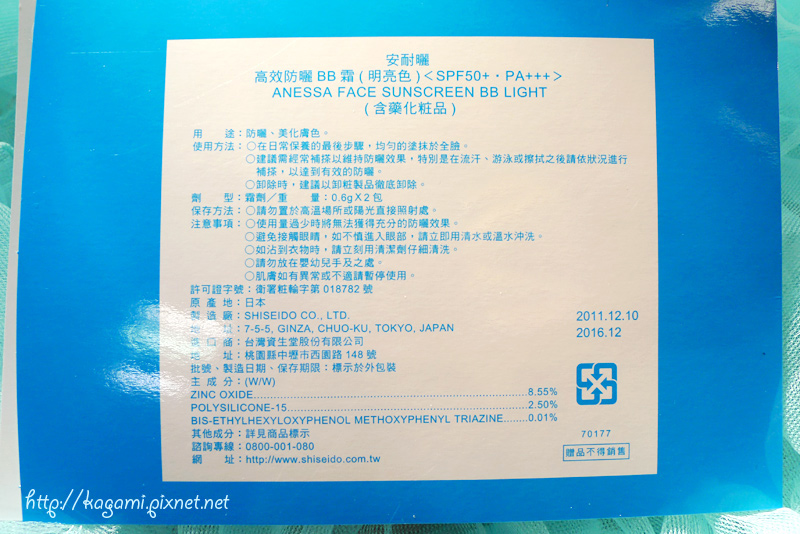 安耐曬
高效防曬 BB 霜 ( 明亮色 ) <SPF50+・PA+++>
ANESSA FACE SUNSCREEN BB LIGHT
( 含藥化粧品 )
用 途：防曬、美化膚色。
使用方法：○在日常保養的最後步驟，均勻的塗抹於全臉。
○建議需經常補搽以維持防曬效果，特別是在流汗、游泳或擦拭之後請依狀況進行
補搽，以達到有效的防曬。
○卸除時，建議以卸粧製品徹底卸除。
劑 型：霜劑／重 量：0.6g X 2 包
保存方法：○請勿置於高溫場所或陽光直接照射處。
注意事項：○使用量過少時將無法獲得充分的防曬效果。
○避免接觸眼睛，如不慎進入眼部，請立即用清水或溫水沖洗。
○如沾到衣物時，請立刻用清潔劑仔細清洗。
○請勿放在嬰幼兒手及之處。
○肌膚如有異常或不適請暫停使用。
許可證字號：衛署粧輸字第 018782 號
原 產 地：日本
製 造 廠：SHISEIDO CO., LTD.
地 址：7-5-5, GINZA, CHUO-KU, TOKYO, JAPAN
進 口 商：台灣資生堂股份有限公司
地 址：桃園縣中壢市西園路 148 號
批號、製造日期、保存期限：標示於外包裝
主 成 分：(W/W)
ZINC OXIDE........8.55%
POLYSILICONE-15........2.50%
BIS-ETHYLHEXYLOXYPHENOL METHOXYPHENYL TRIAZINE........0.01%
其他成分：詳見商品標示
諮詢專線：0800-001-080
網 址：http://www.shiseido.com.tw
2011.12.10
2016.12
70177
贈品不得銷售
http://kagami.pixnet.net